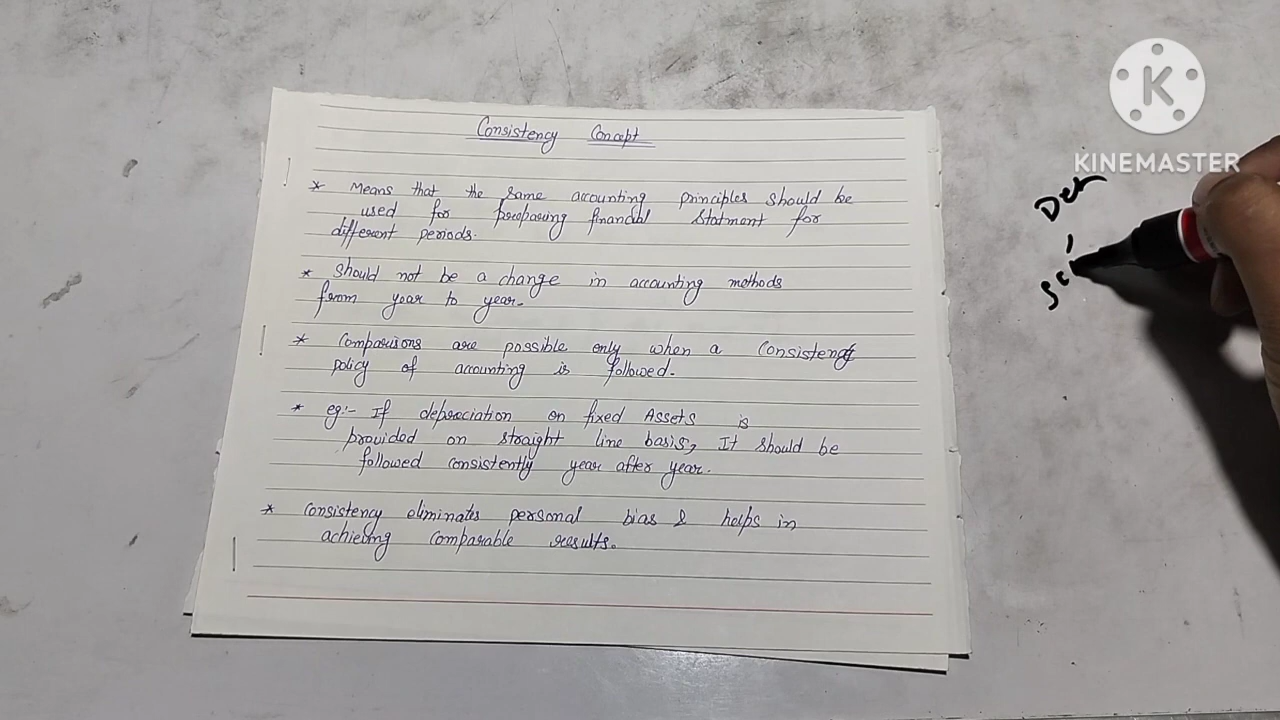 Consistency Concept
* Means that the same accounting principles should be
used for preparing financial Statment for
different periods.
* Should not be a change in accounting methods
from year to year.
* Comparisons are possible only when a Consistency
policy of accounting is followed.
* eg:- If depreciation on fixed Assets is
provided on straight line basis, It should be
followed consistently year after year.
* Consistency eliminates personal bias & helps in
achieving comparable results.
KINEMASTER